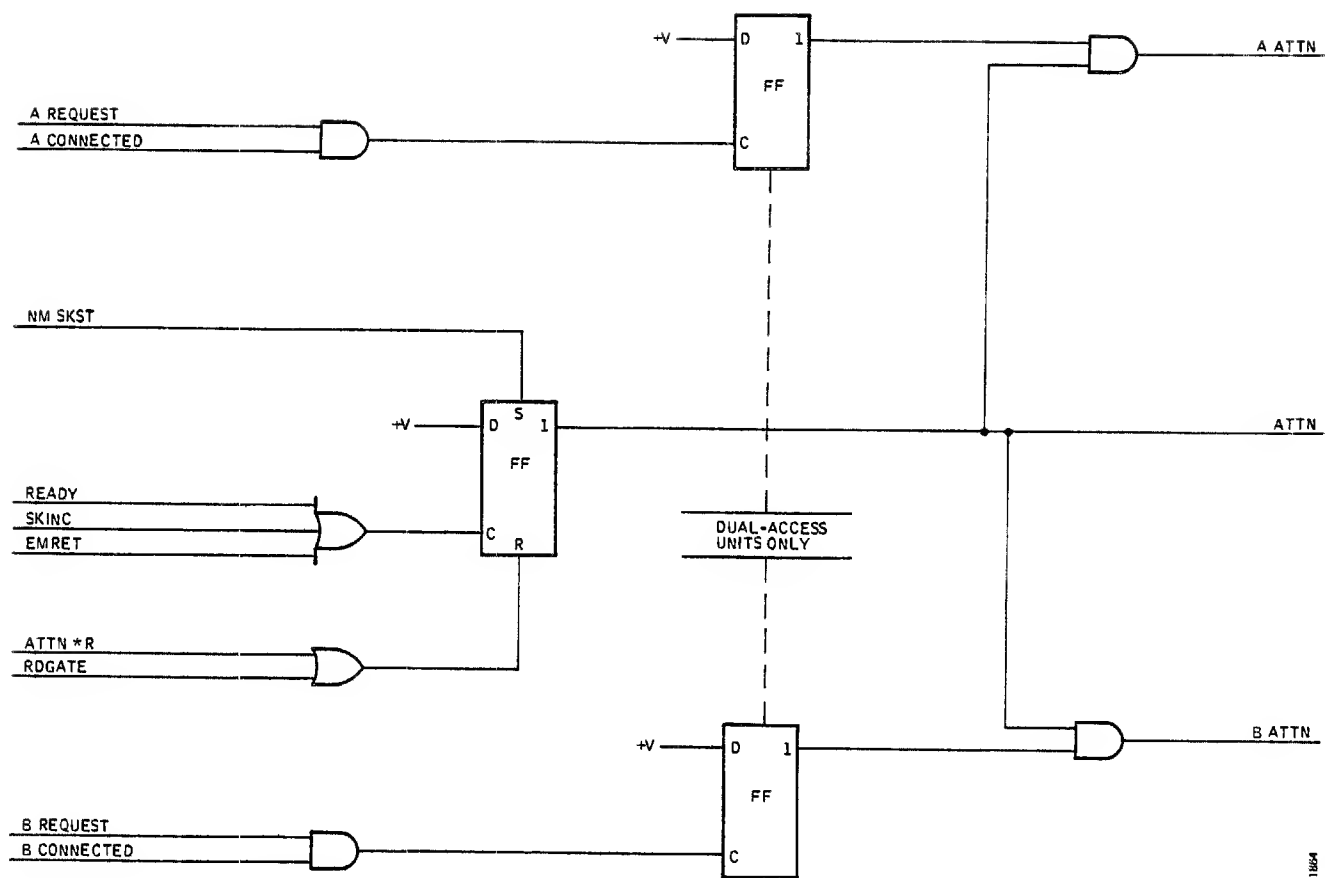 +V
D 1
FF
C
A ATTN
A REQUEST
A CONNECTED
NM SKST
+V
D S 1
FF
C
R
ATTN
READY
SKINC
EMRET
DUAL-ACCESS
UNITS ONLY
ATTN *R
RDGATE
+V
D 1
FF
C
B ATTN
B REQUEST
B CONNECTED
1884